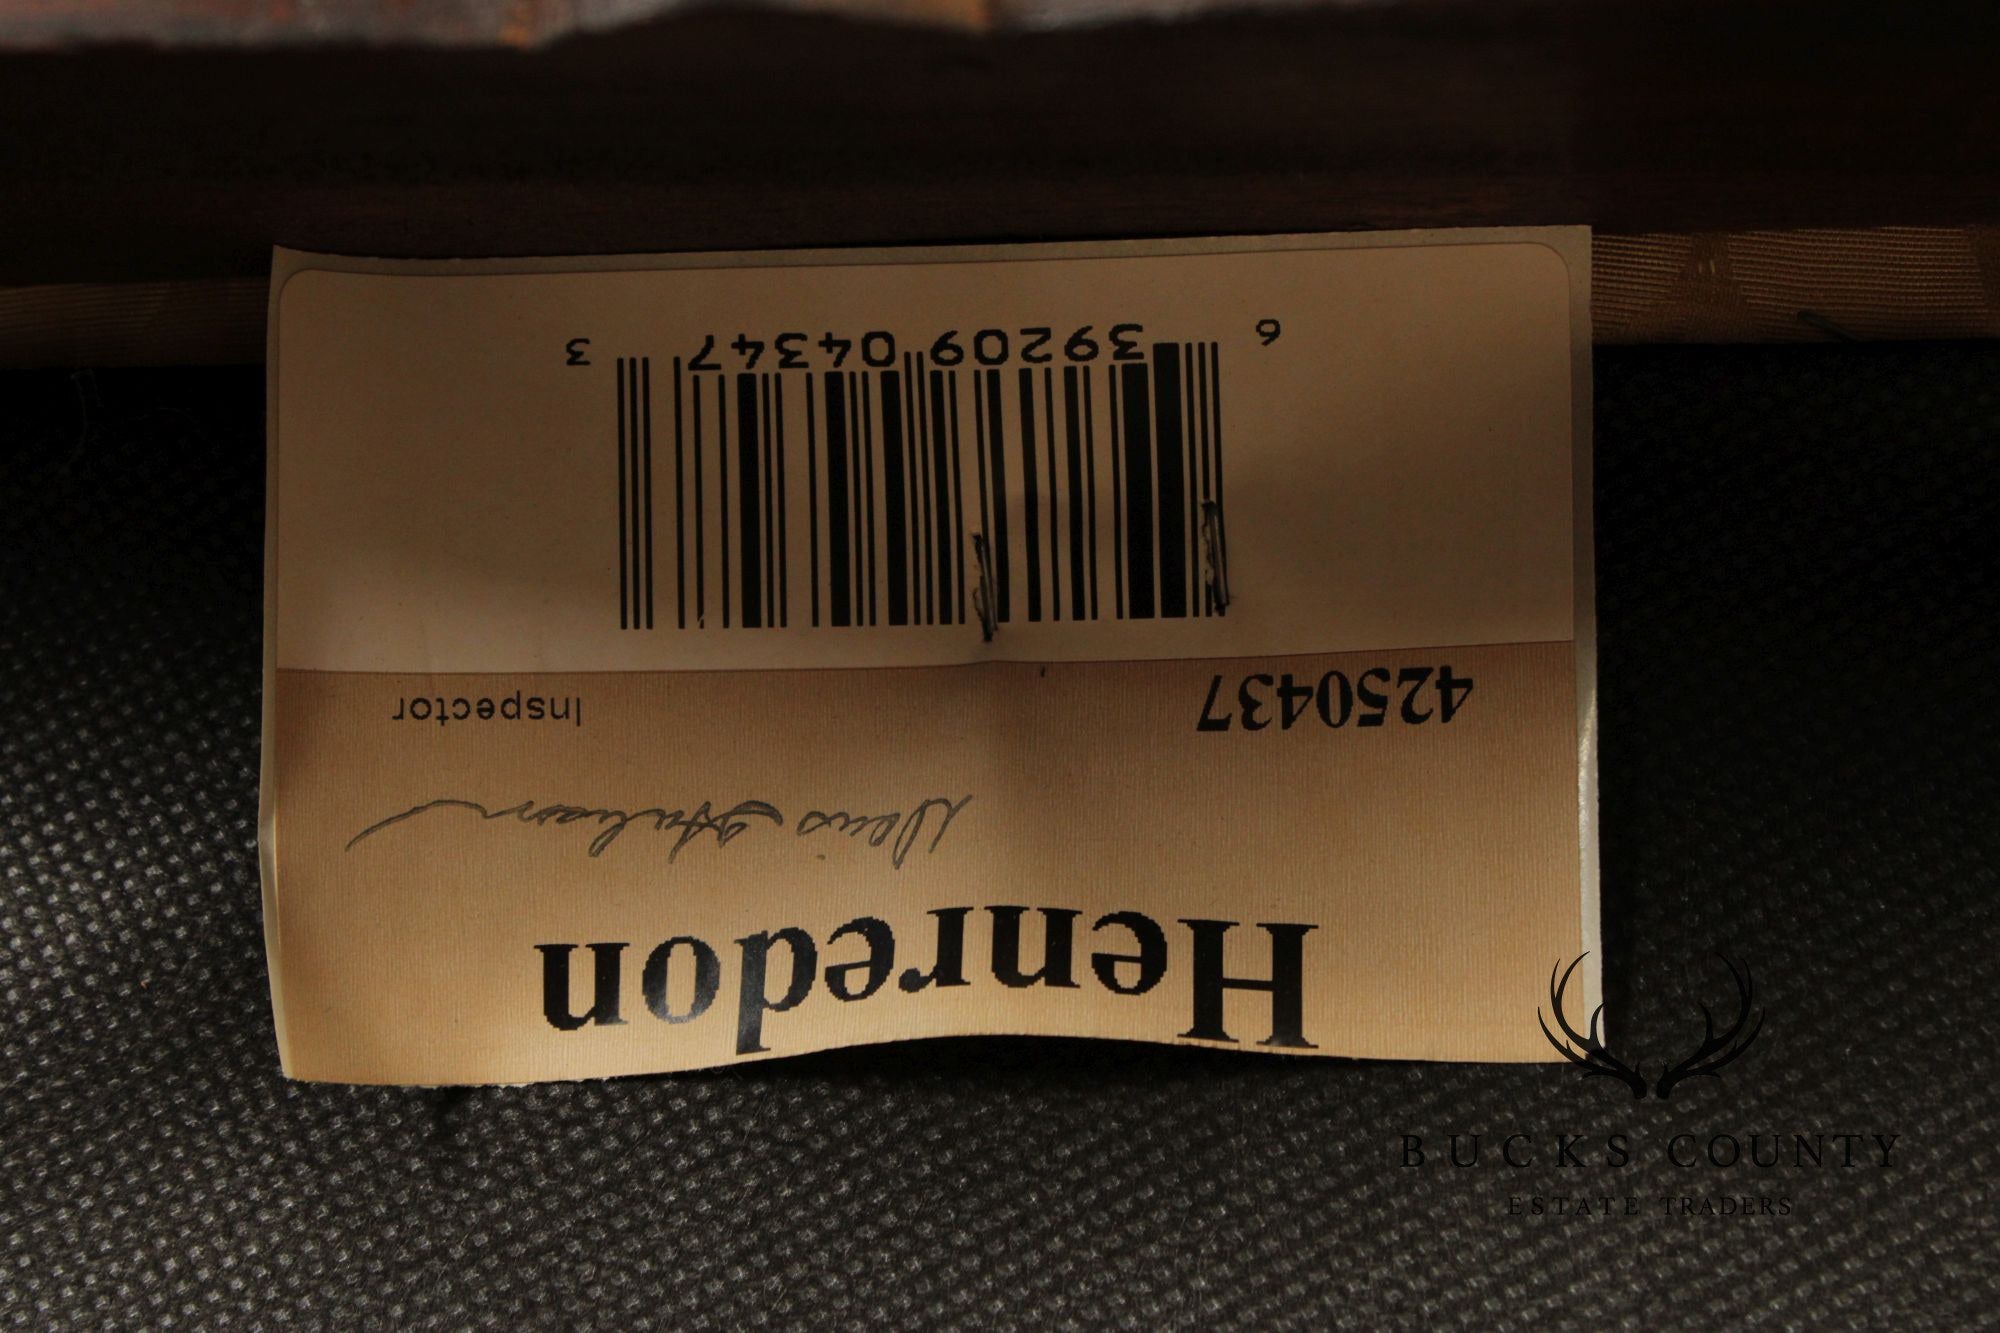 Henredon
Inspector
4250437
6 39209 04347 3
BUCKS COUNTY
ESTATE TRADERS